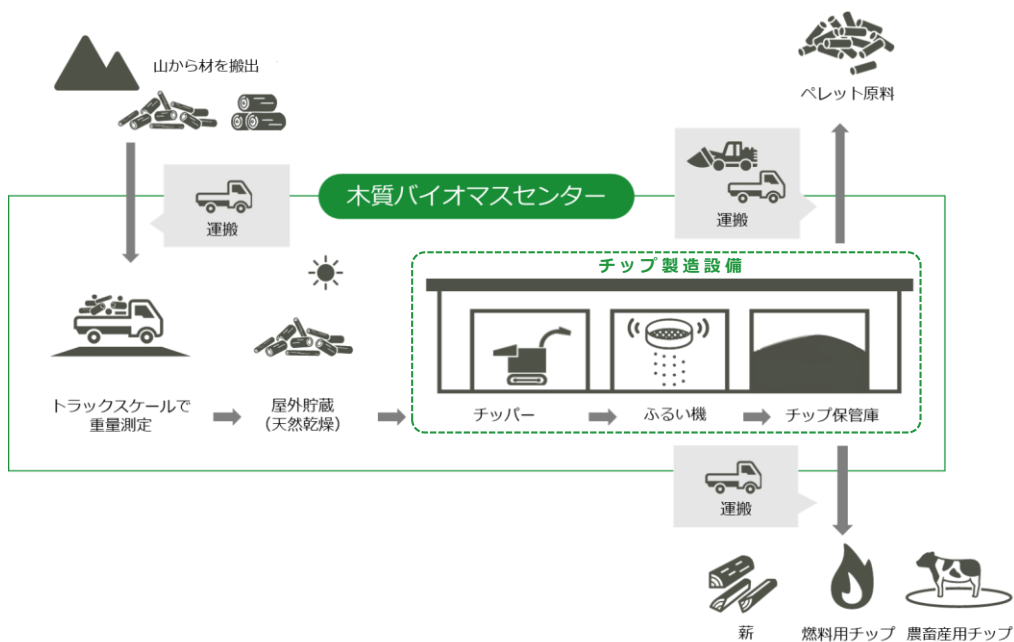 山から材を搬出
ペレット原料
運搬
木質バイオマスセンター
運搬
チップ製造設備
トラックスケールで
重量測定
屋外貯蔵
(天然乾燥)
チッパー
ふるい機
チップ保管庫
運搬
薪
燃料用チップ
農畜産用チップ